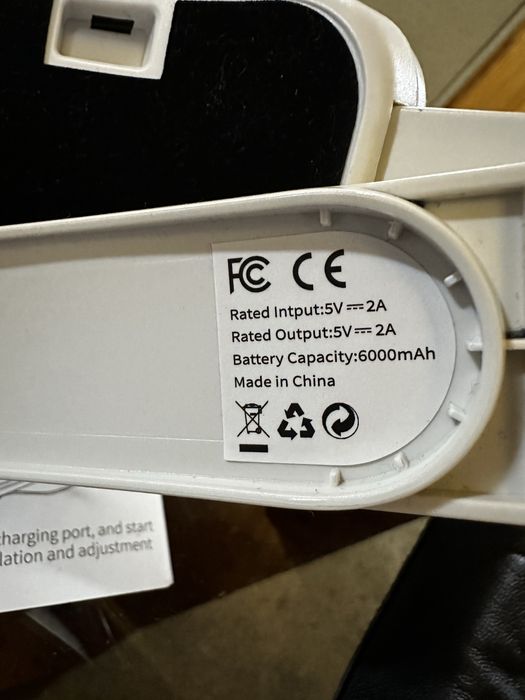 FC CE
Rated Intput:5V⎓2A
Rated Output:5V⎓2A
Battery Capacity:6000mAh
Made in China
charging port, and start
lation and adjustment